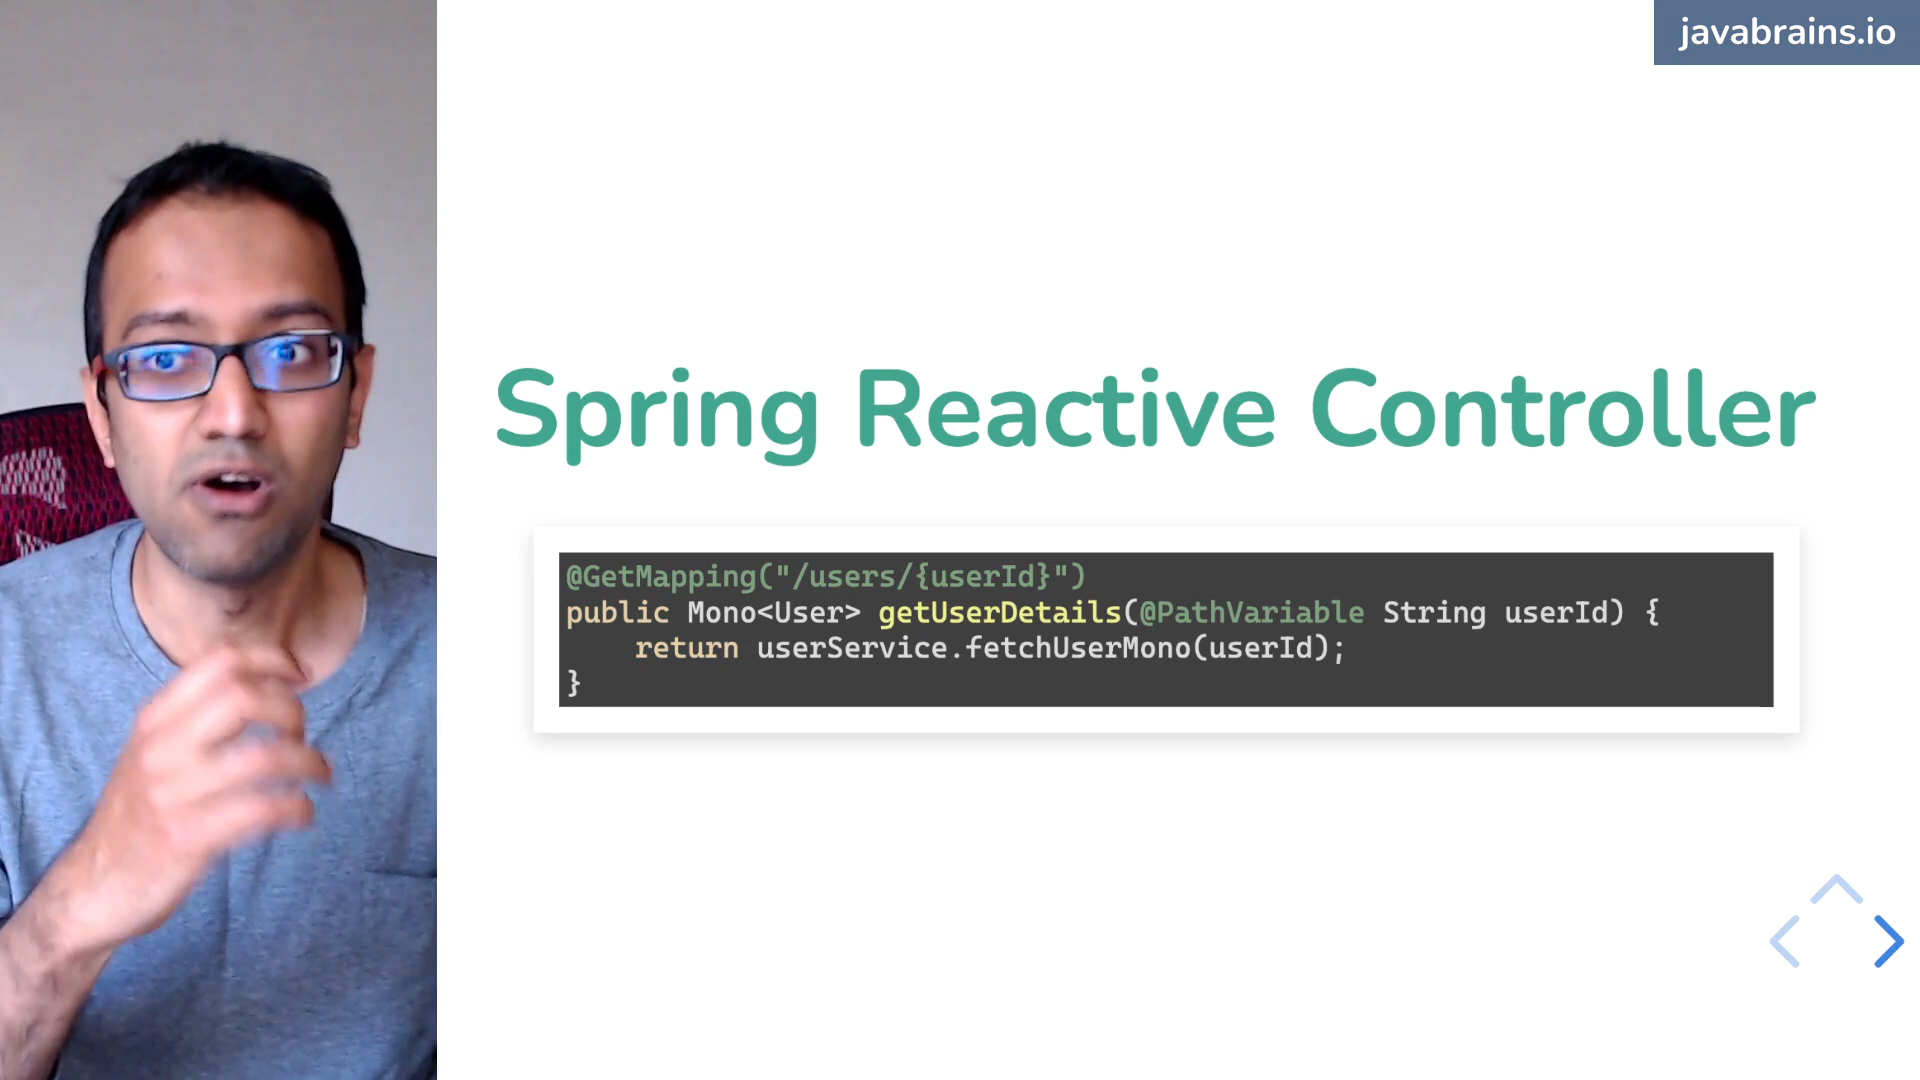 javabrains.io
Spring Reactive Controller
@GetMapping("/users/{userId}")
public Mono<User> getUserDetails(@PathVariable String userId) {
    return userService.fetchUserMono(userId);
}